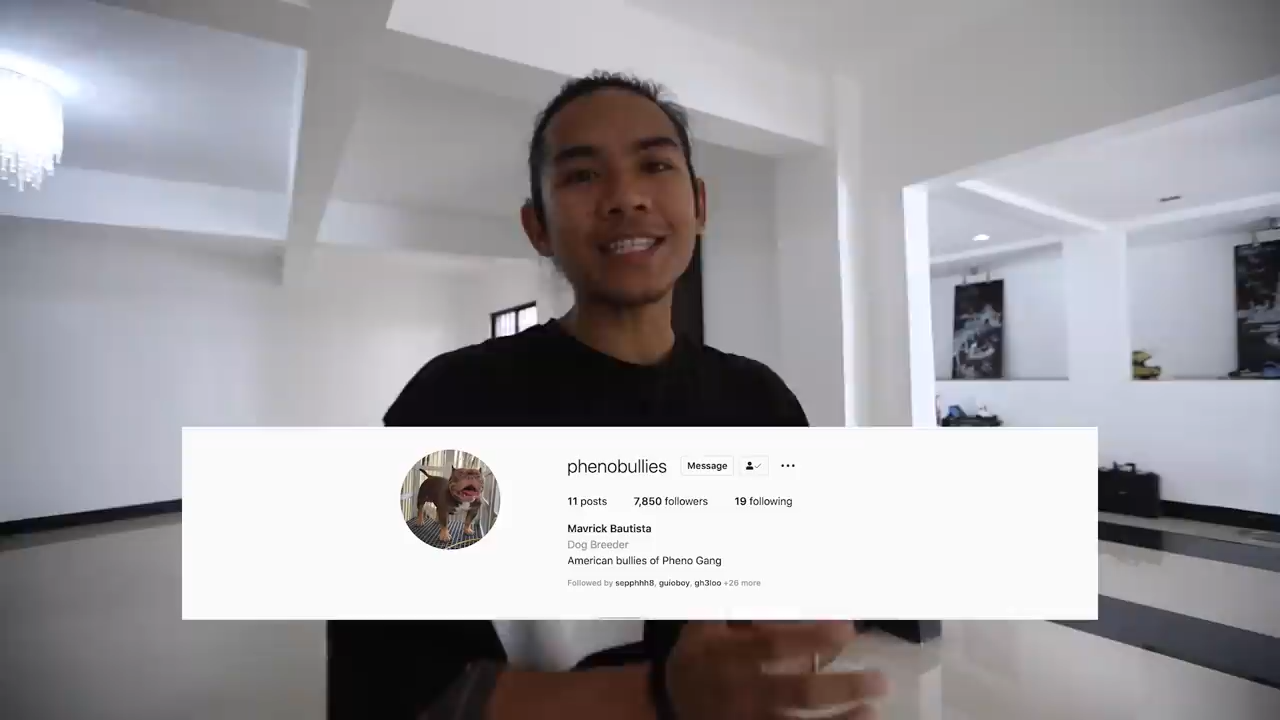 phenobullies Message
11 posts 7,850 followers 19 following
Mavrick Bautista
Dog Breeder
American bullies of Pheno Gang
Followed by sepphhh8, guioboy, gh3loo +26 more